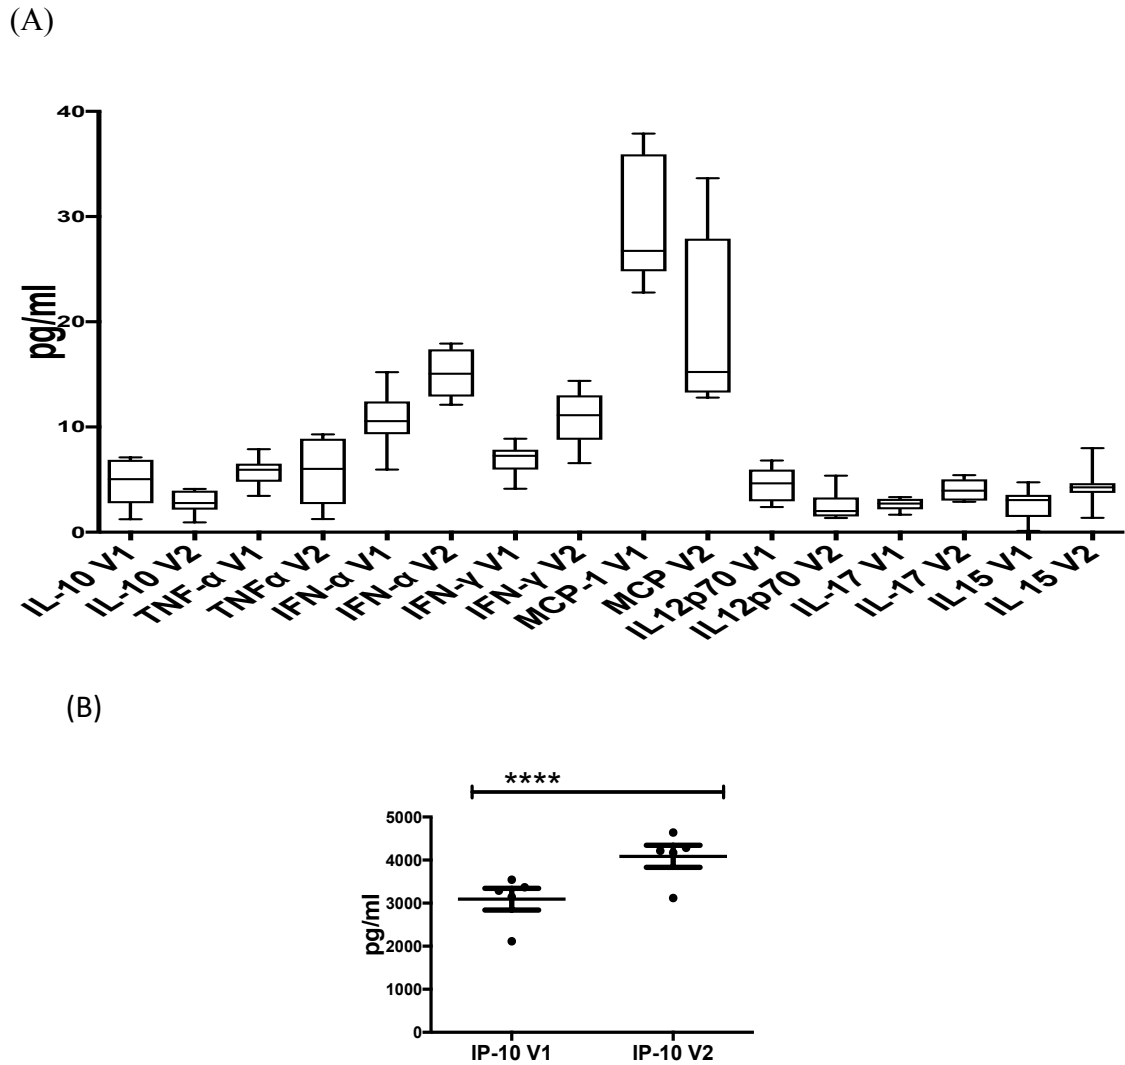 (A)
40
30
20
10
0
pg/ml
IL-10 V1
IL-10 V2
TNF-α V1
TNFα V2
IFN-α V1
IFN-α V2
IFN-γ V1
IFN-γ V2
MCP-1 V1
MCP V2
IL12p70 V1
IL12p70 V2
IL-17 V1
IL-17 V2
IL15 V1
IL 15 V2
(B)
****
5000
4000
3000
2000
1000
0
pg/ml
IP-10 V1
IP-10 V2